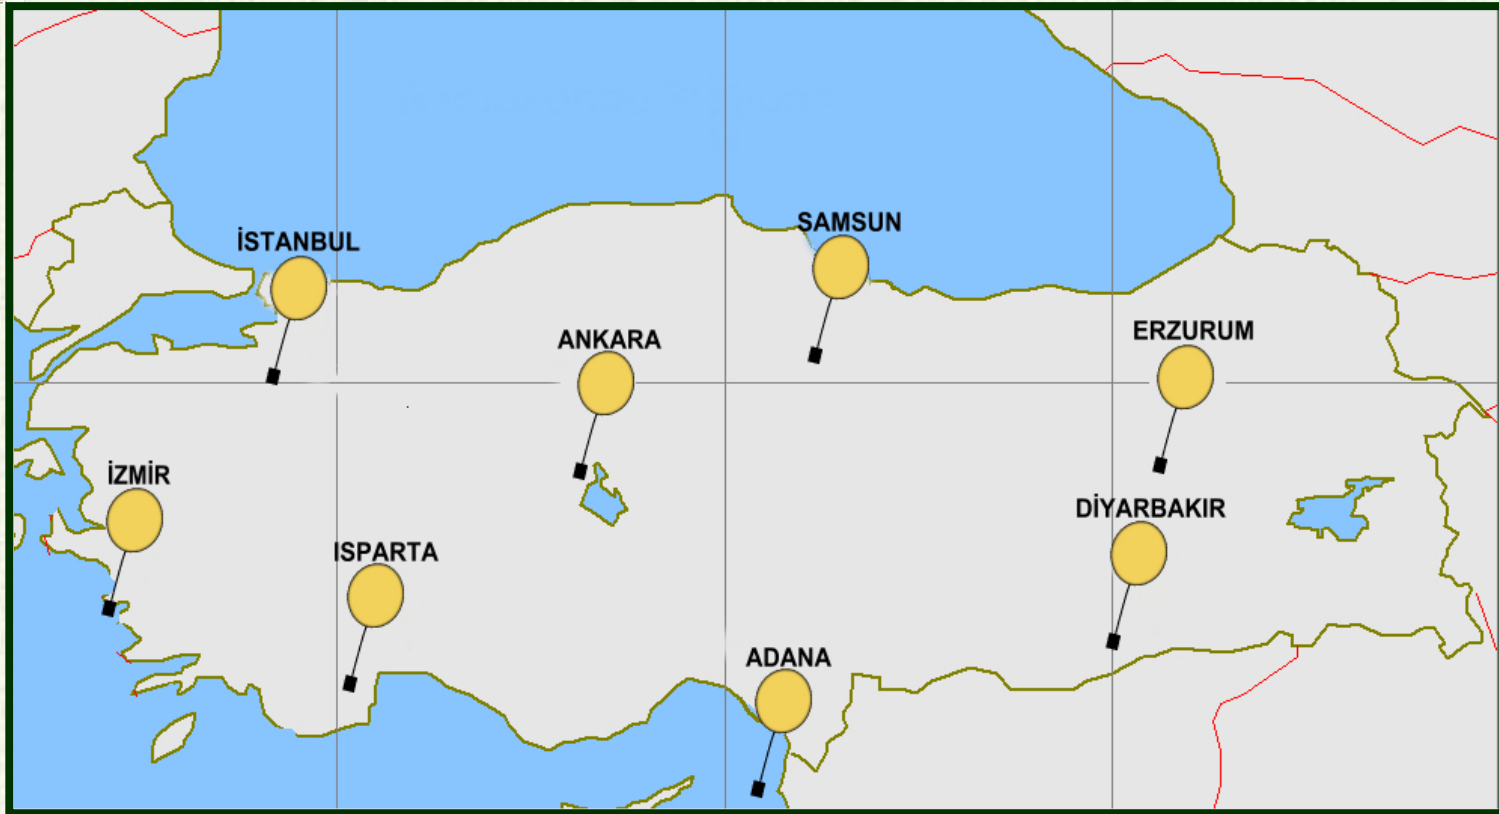 SAMSUN
İSTANBUL
ERZURUM
ANKARA
İZMİR
DİYARBAKIR
ISPARTA
ADANA